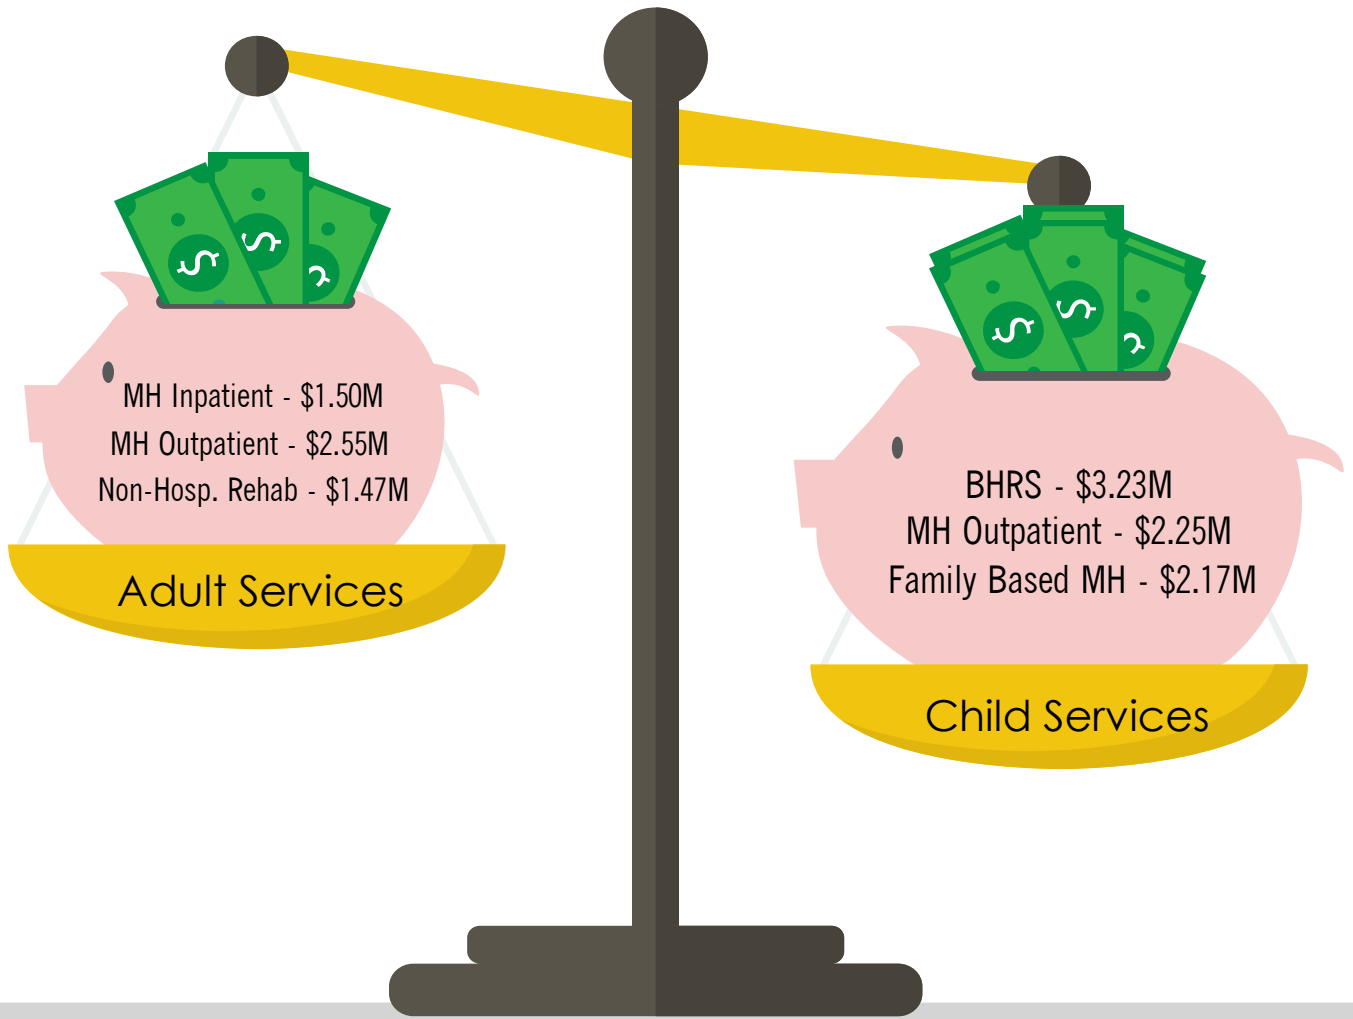 MH Inpatient - $1.50M
MH Outpatient - $2.55M
Non-Hosp. Rehab - $1.47M
Adult Services
BHRS - $3.23M
MH Outpatient - $2.25M
Family Based MH - $2.17M
Child Services